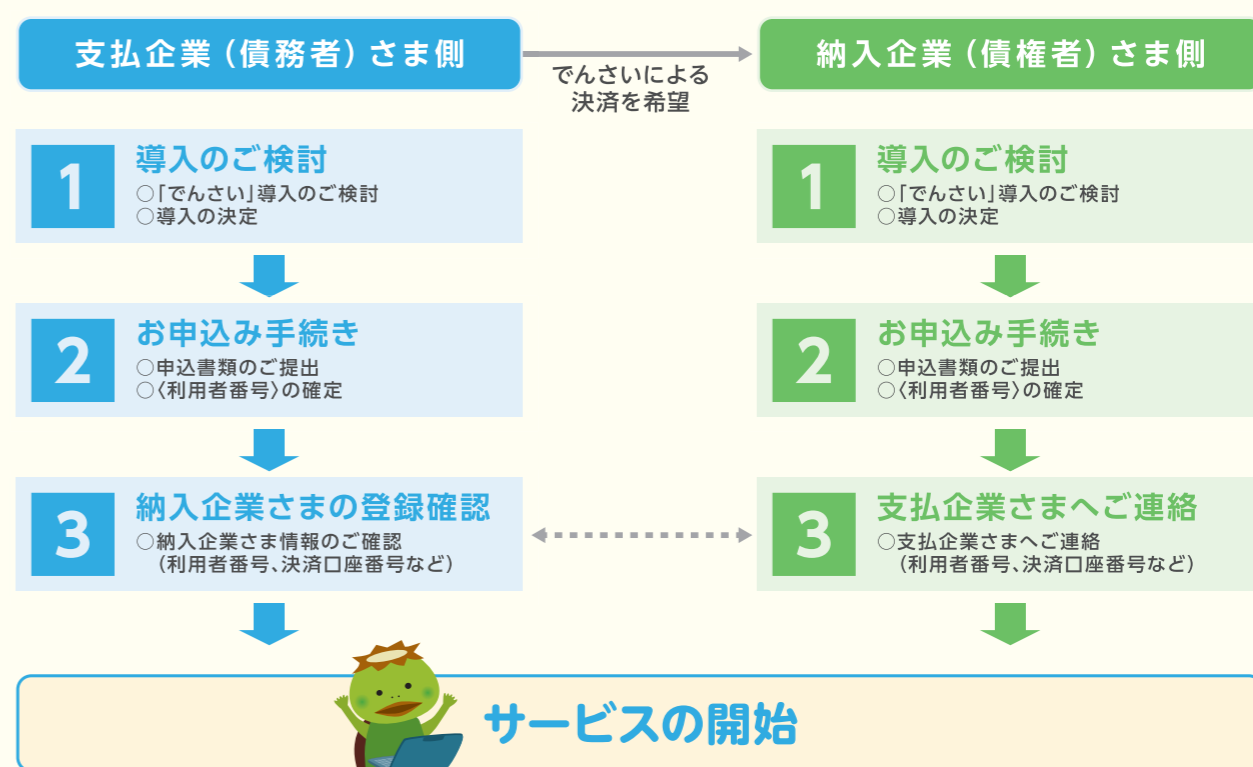 支払企業（債務者）さま側
でんさいによる
決済を希望
納入企業（債権者）さま側
1
導入のご検討
○「でんさい」導入のご検討
○導入の決定
2
お申込み手続き
○申込書類のご提出
○〈利用者番号〉の確定
3
納入企業さまの登録確認
○納入企業さま情報のご確認
（利用者番号、決済口座番号など）
1
導入のご検討
○「でんさい」導入のご検討
○導入の決定
2
お申込み手続き
○申込書類のご提出
○〈利用者番号〉の確定
3
支払企業さまへご連絡
○支払企業さまへご連絡
（利用者番号、決済口座番号など）
サービスの開始